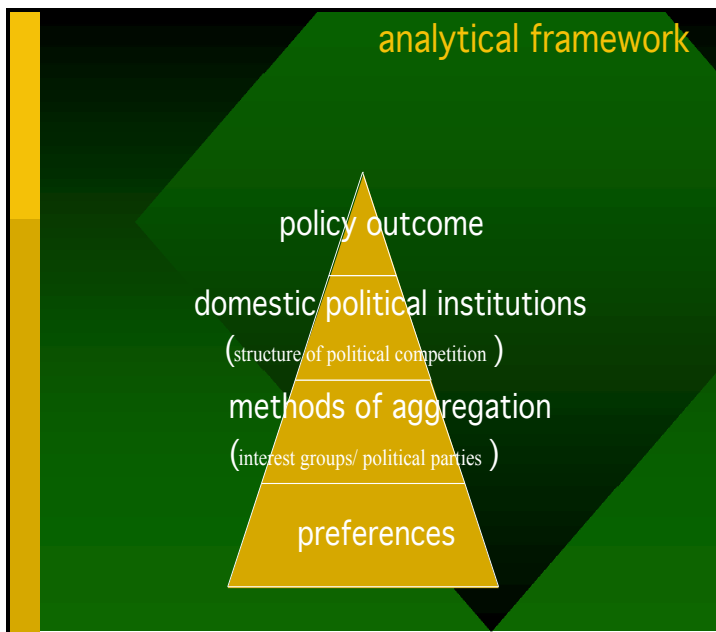 analytical framework
policy outcome
domestic political institutions
(structure of political competition )
methods of aggregation
(interest groups/ political parties )
preferences